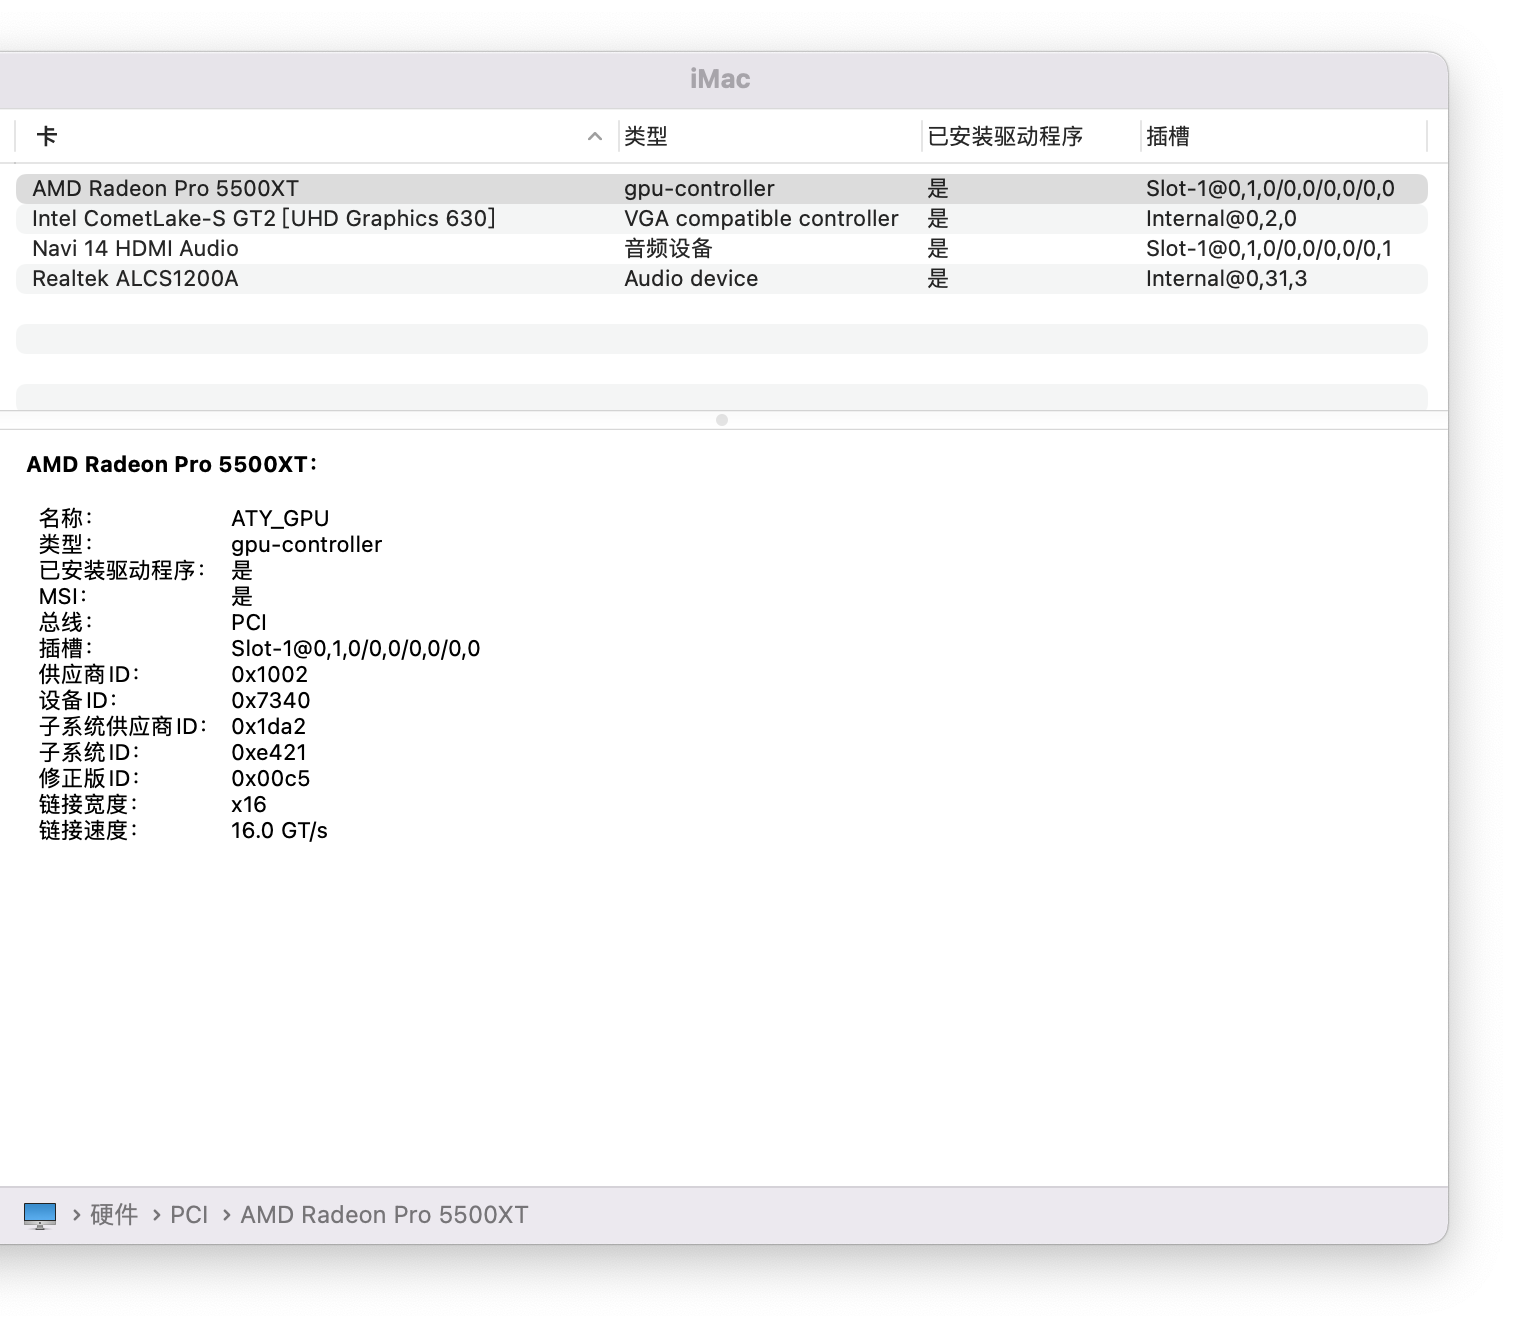 iMac
卡 类型 已安装驱动程序 插槽
AMD Radeon Pro 5500XT gpu-controller 是 Slot-1@0,1,0/0,0/0,0/0,0
Intel CometLake-S GT2 [UHD Graphics 630] VGA compatible controller 是 Internal@0,2,0
Navi 14 HDMI Audio 音频设备 是 Slot-1@0,1,0/0,0/0,0/0,1
Realtek ALCS1200A Audio device 是 Internal@0,31,3
AMD Radeon Pro 5500XT：
名称： ATY_GPU
类型： gpu-controller
已安装驱动程序： 是
MSI： 是
总线： PCI
插槽： Slot-1@0,1,0/0,0/0,0/0,0
供应商ID： 0x1002
设备ID： 0x7340
子系统供应商ID： 0x1da2
子系统ID： 0xe421
修正版ID： 0x00c5
链接宽度： x16
链接速度： 16.0 GT/s
› 硬件 › PCI › AMD Radeon Pro 5500XT